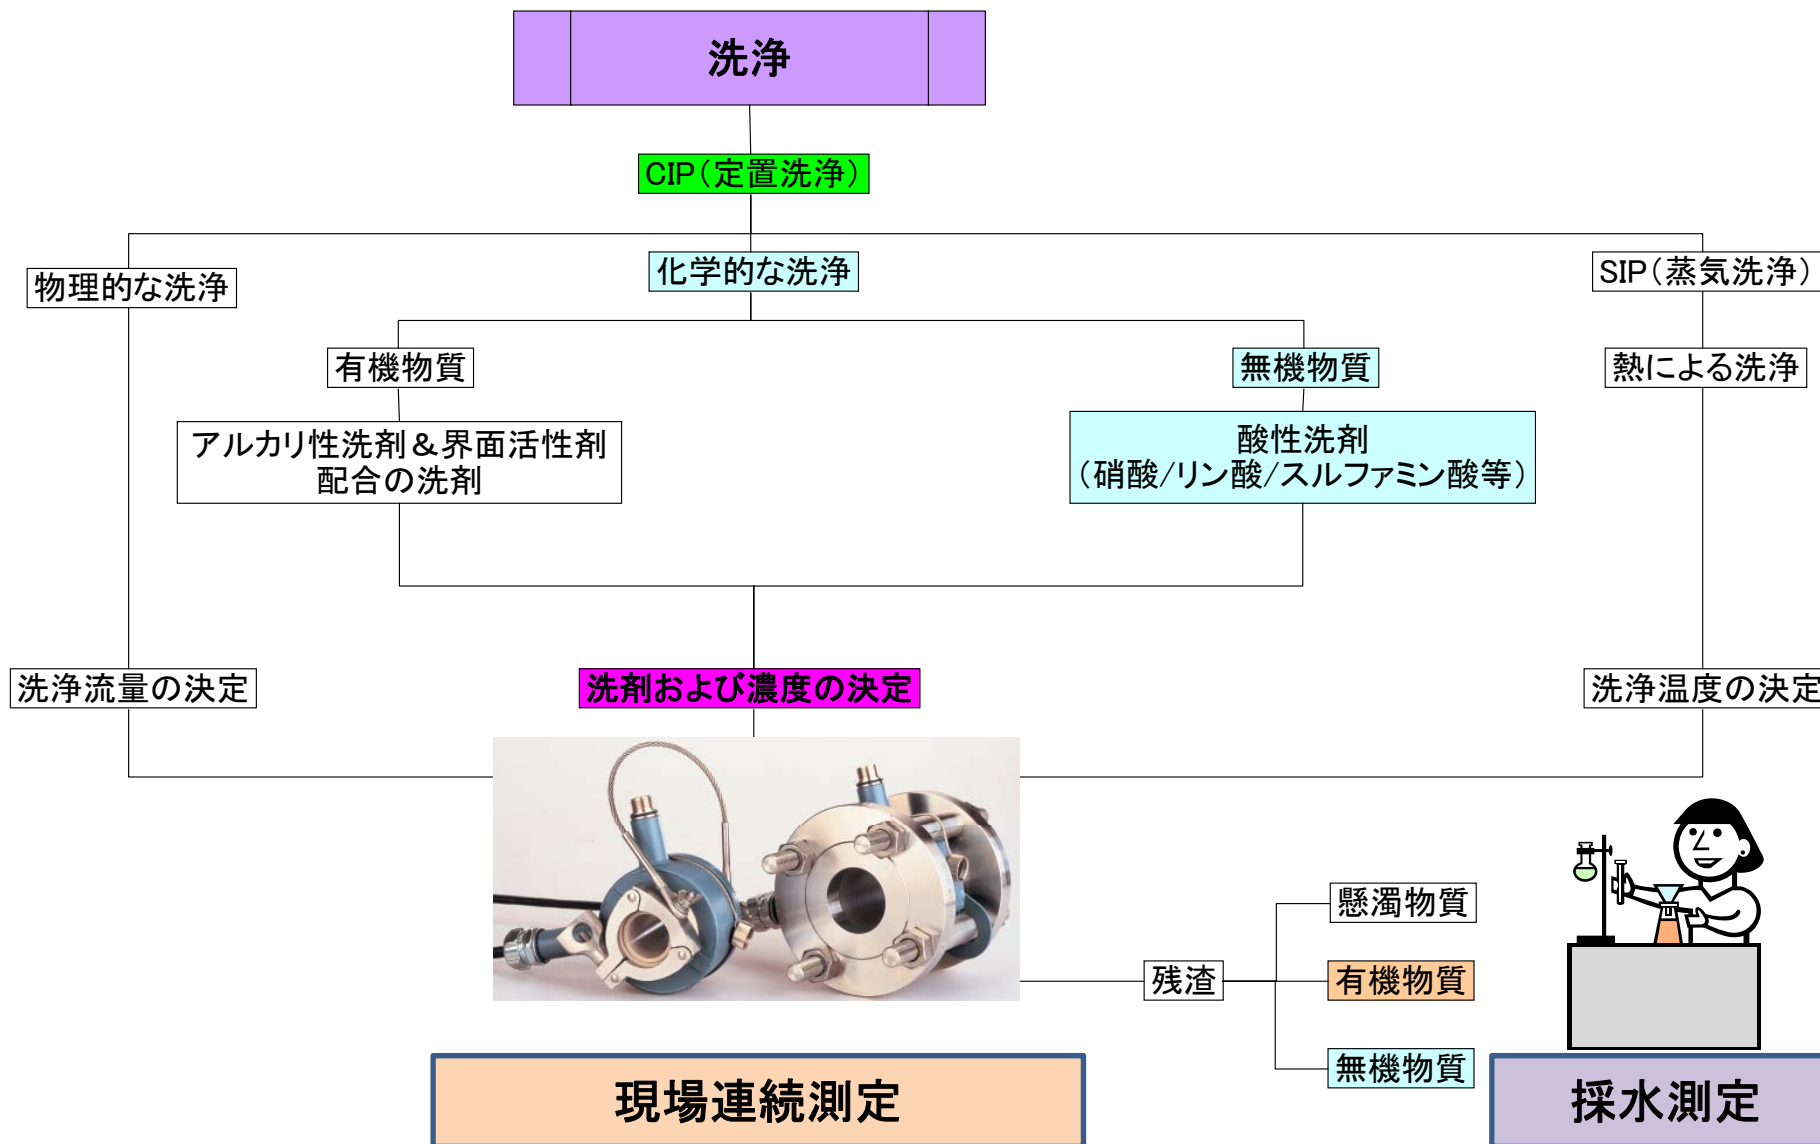 洗浄
CIP（定置洗浄）
物理的な洗浄
化学的な洗浄
SIP（蒸気洗浄）
有機物質
無機物質
熱による洗浄
アルカリ性洗剤＆界面活性剤
配合の洗剤
酸性洗剤
（硝酸/リン酸/スルファミン酸等）
洗浄流量の決定
洗剤および濃度の決定
洗浄温度の決定
懸濁物質
残渣
有機物質
無機物質
現場連続測定
採水測定